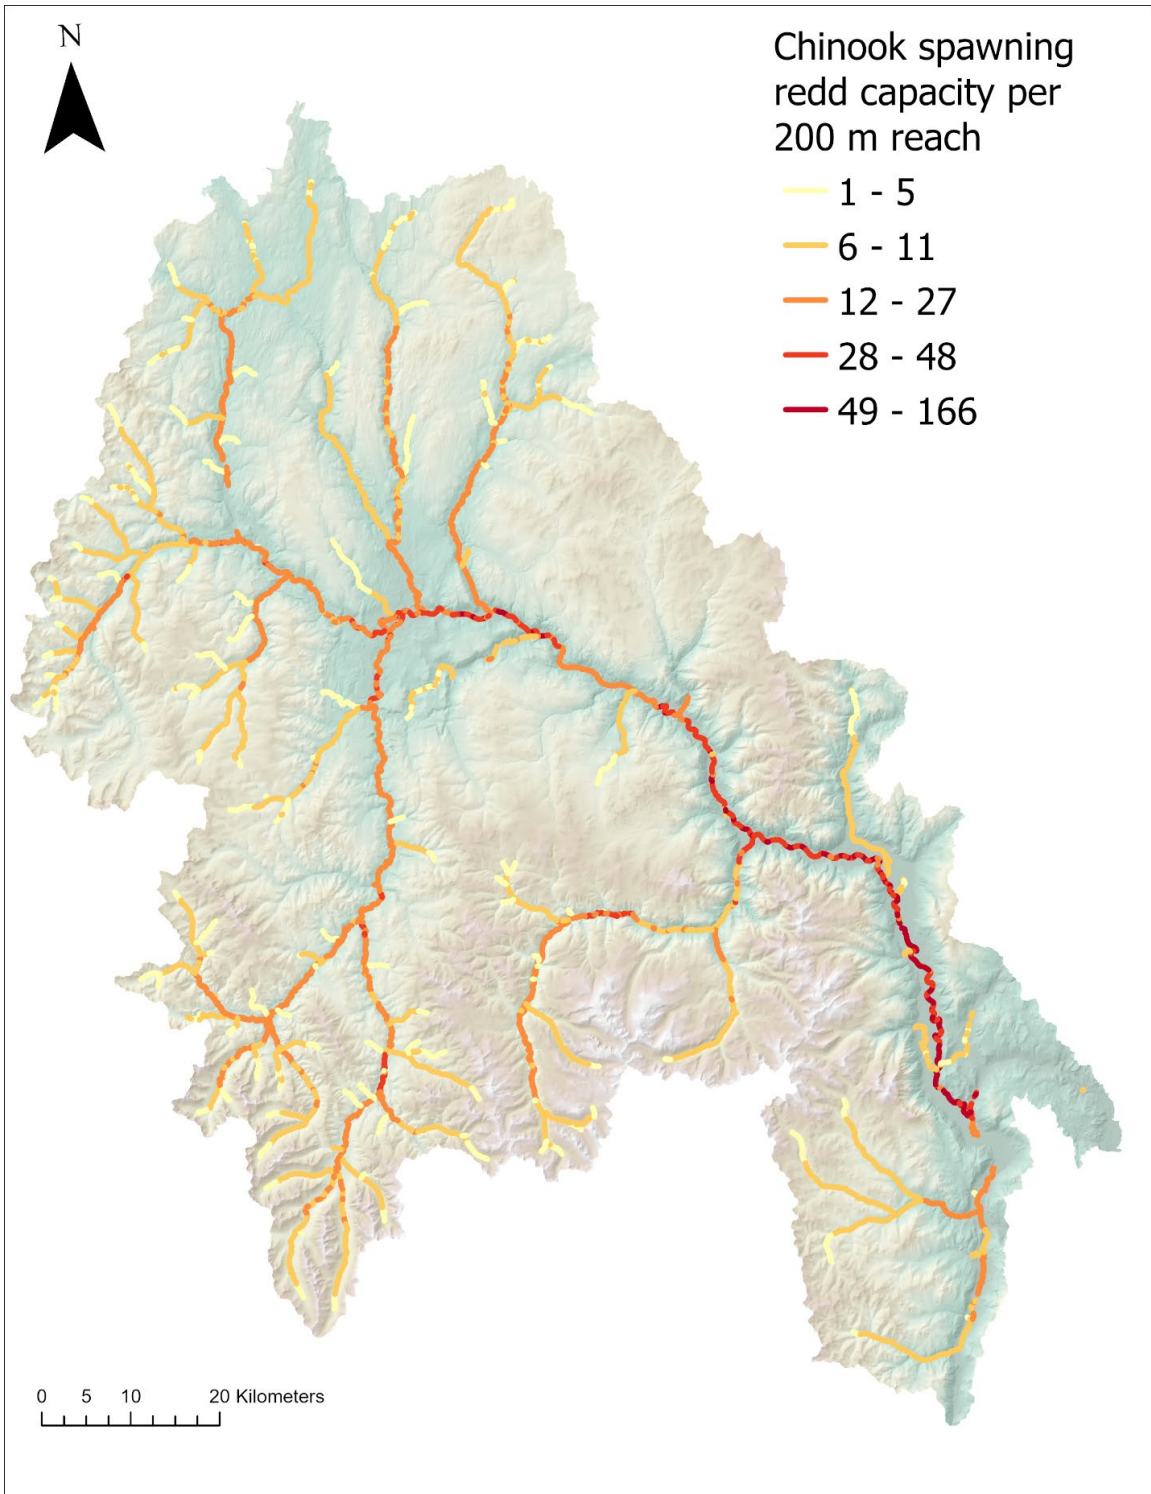 N
Chinook spawning
redd capacity per
200 m reach
1 - 5
6 - 11
12 - 27
28 - 48
49 - 166
0 5 10 20 Kilometers